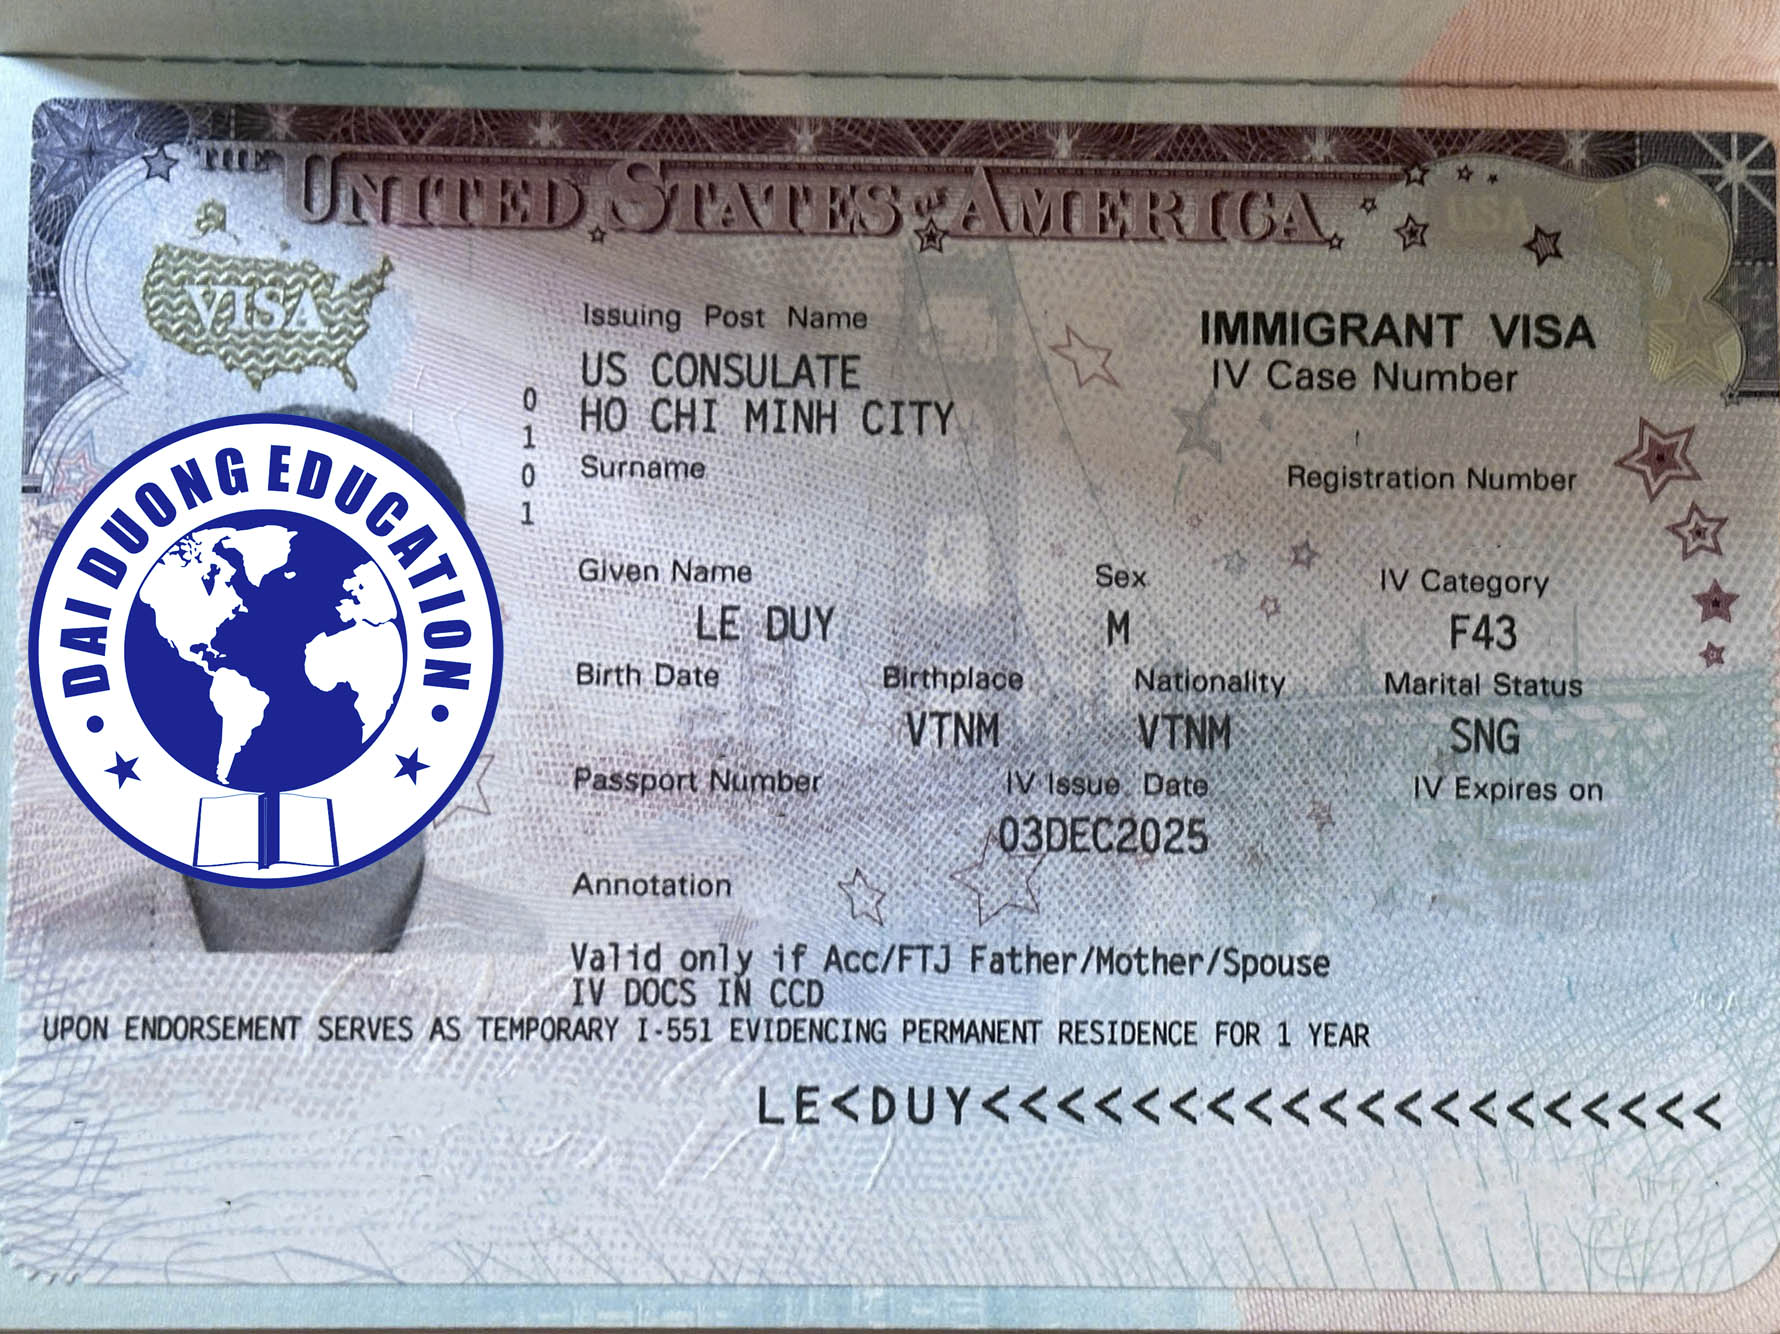 THE UNITED STATES OF AMERICA
USA
VISA
Issuing Post Name
US CONSULATE
HO CHI MINH CITY
IMMIGRANT VISA
IV Case Number
0
1
0
1
Surname
Registration Number
DAI DUONG EDUCATION
Given Name
LE DUY
Sex
M
IV Category
F43
Birth Date
Birthplace
VTNM
Nationality
VTNM
Marital Status
SNG
Passport Number
IV Issue Date
03DEC2025
IV Expires on
Annotation
Valid only if Acc/FTJ Father/Mother/Spouse
IV DOCS IN CCD
UPON ENDORSEMENT SERVES AS TEMPORARY I-551 EVIDENCING PERMANENT RESIDENCE FOR 1 YEAR
LE<DUY<<<<<<<<<<<<<<<<<<<<